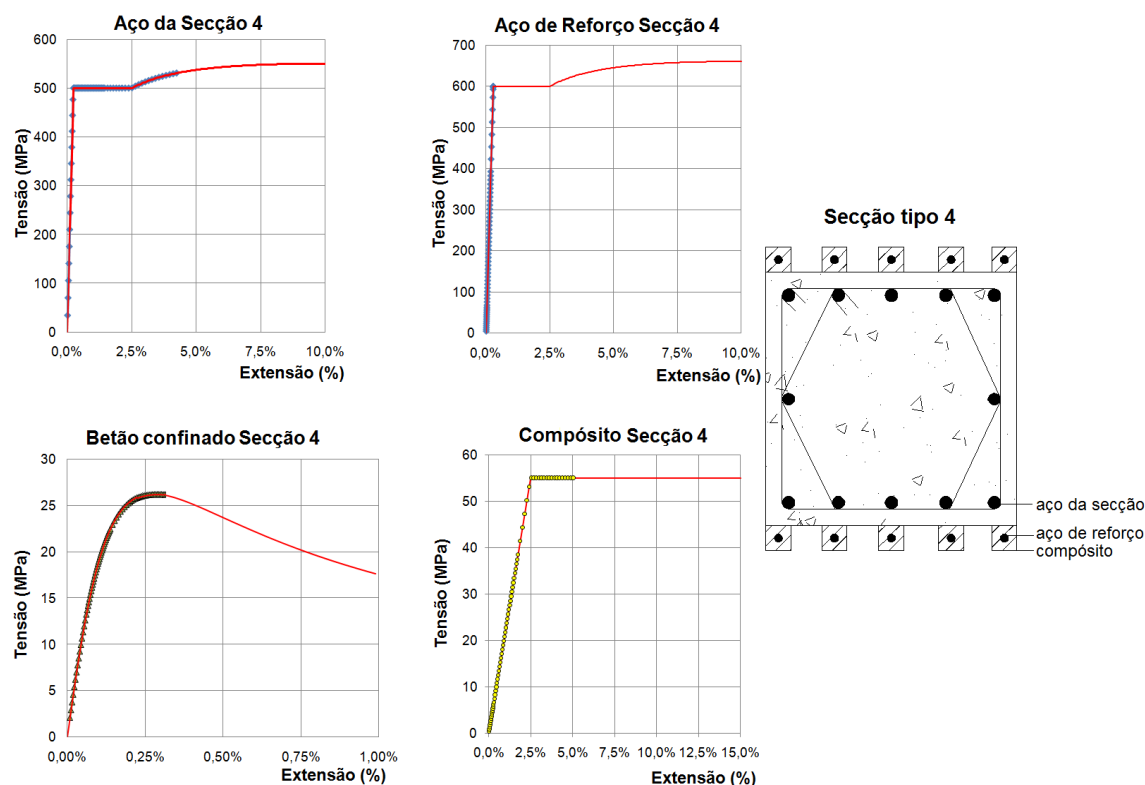 Aço da Secção 4
600
500
400
300
200
100
0
0,0% 2,5% 5,0% 7,5% 10,0%
Tensão (MPa)
Extensão (%)
Aço de Reforço Secção 4
700
600
500
400
300
200
100
0
0,0% 2,5% 5,0% 7,5% 10,0%
Tensão (MPa)
Extensão (%)
Secção tipo 4
aço da secção
aço de reforço
compósito
Betão confinado Secção 4
30
25
20
15
10
5
0
0,00% 0,25% 0,50% 0,75% 1,00%
Tensão (MPa)
Extensão (%)
Compósito Secção 4
60
50
40
30
20
10
0
0,0% 2,5% 5,0% 7,5% 10,0% 12,5% 15,0%
Tensão (MPa)
Extensão (%)